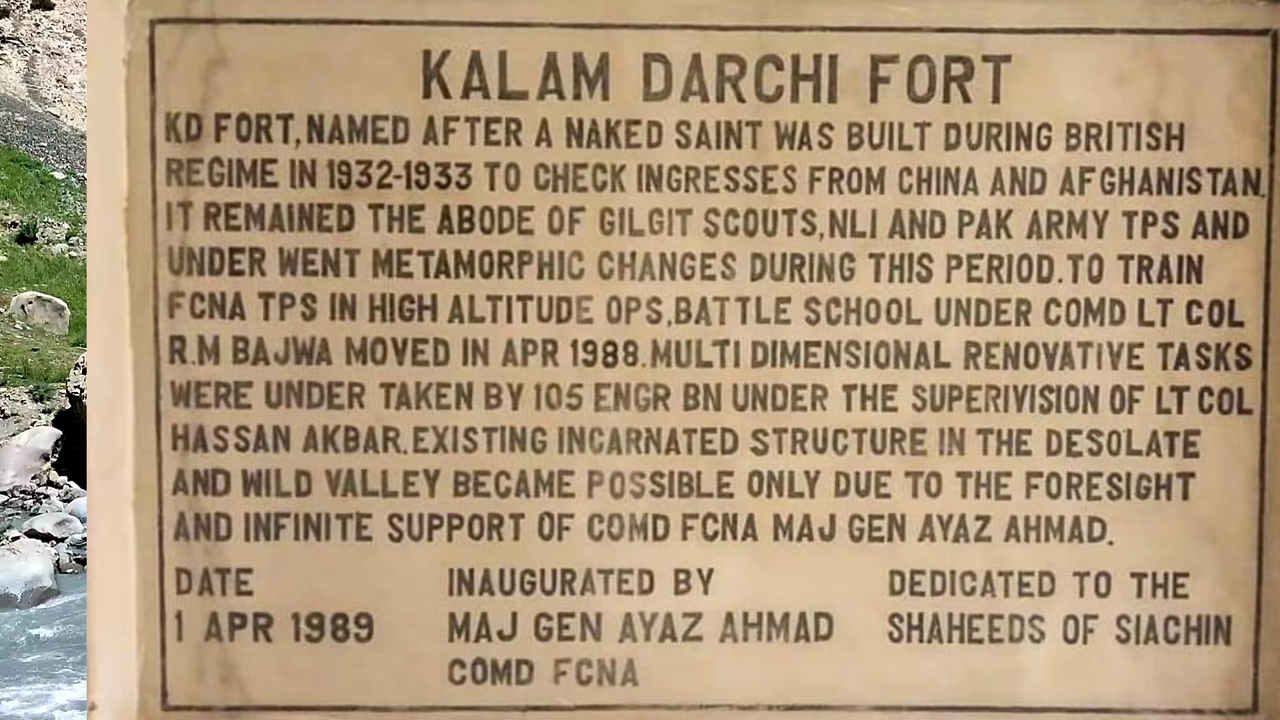 KALAM DARCHI FORT
KD FORT,NAMED AFTER A NAKED SAINT WAS BUILT DURING BRITISH
REGIME IN 1932-1933 TO CHECK INGRESSES FROM CHINA AND AFGHANISTAN.
IT REMAINED THE ABODE OF GILGIT SCOUTS,NLI AND PAK ARMY TPS AND
UNDER WENT METAMORPHIC CHANGES DURING THIS PERIOD.TO TRAIN
FCNA TPS IN HIGH ALTITUDE OPS,BATTLE SCHOOL UNDER COMD LT COL
R.M BAJWA MOVED IN APR 1988.MULTI DIMENSIONAL RENOVATIVE TASKS
WERE UNDER TAKEN BY 105 ENGR BN UNDER THE SUPERIVISION OF LT COL
HASSAN AKBAR.EXISTING INCARNATED STRUCTURE IN THE DESOLATE
AND WILD VALLEY BECAME POSSIBLE ONLY DUE TO THE FORESIGHT
AND INFINITE SUPPORT OF COMD FCNA MAJ GEN AYAZ AHMAD.
DATE
1 APR 1989
INAUGURATED BY
MAJ GEN AYAZ AHMAD
COMD FCNA
DEDICATED TO THE
SHAHEEDS OF SIACHIN